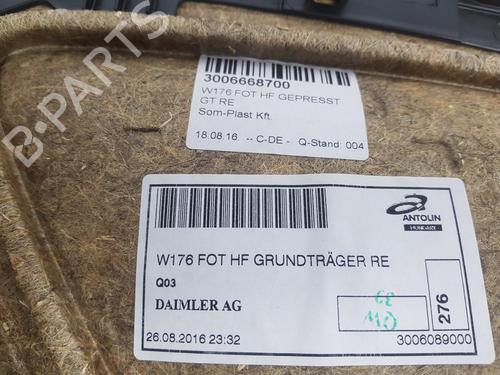 3006668700
W176 FOT HF GEPRESST
GT RE
Som-Plast Kft.
18.08.16. -- C-DE - Q-Stand: 004
ANTOLIN
HUNGARY
W176 FOT HF GRUNDTRÄGER RE
Q03
DAIMLER AG
276
26.08.2016 23:32
3006089000
B-PARTS